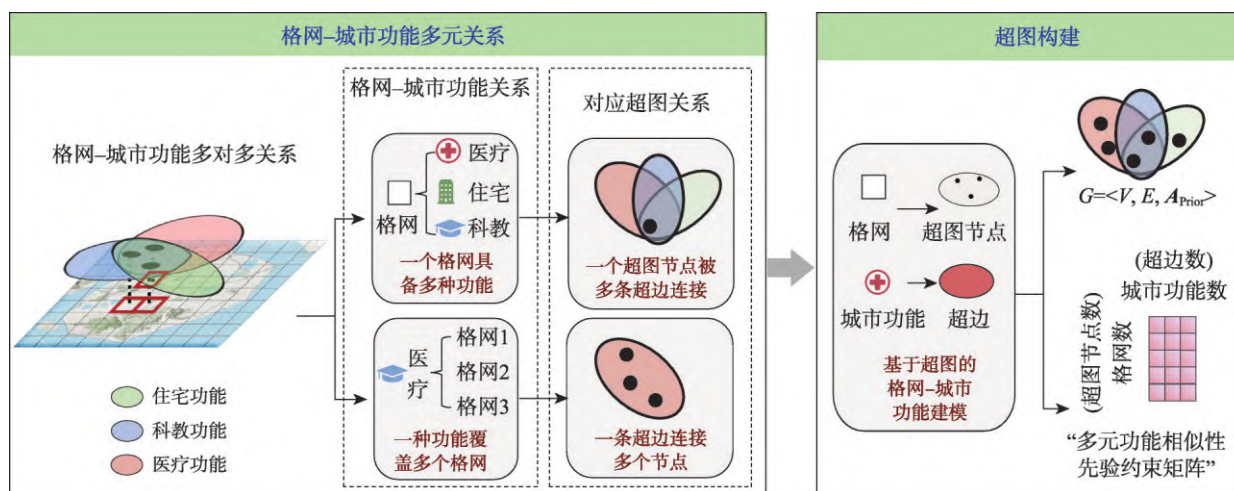 格网–城市功能多元关系
格网–城市功能多对多关系
住宅功能
科教功能
医疗功能
格网–城市功能关系
医疗
住宅
科教
格网
一个格网具
备多种功能
医
疗
格网1
格网2
格网3
一种功能覆
盖多个格网
对应超图关系
一个超图节点被
多条超边连接
一条超边连接
多个节点
超图构建
格网
超图节点
城市功能
超边
基于超图的
格网–城市
功能建模
G=<V, E, A_Prior>
(超边数)
城市功能数
(超图节点数)
格网数
“多元功能相似性
先验约束矩阵”